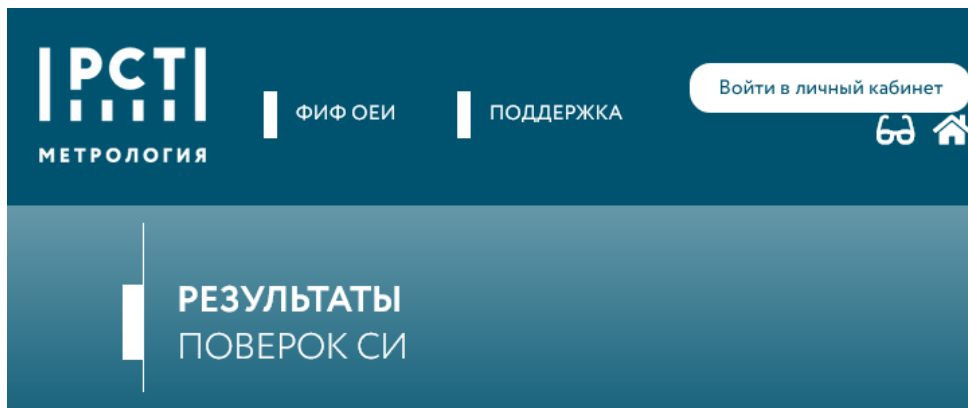 РСТ
МЕТРОЛОГИЯ
ФИФ ОЕИ
ПОДДЕРЖКА
Войти в личный кабинет
РЕЗУЛЬТАТЫ
ПОВЕРОК СИ